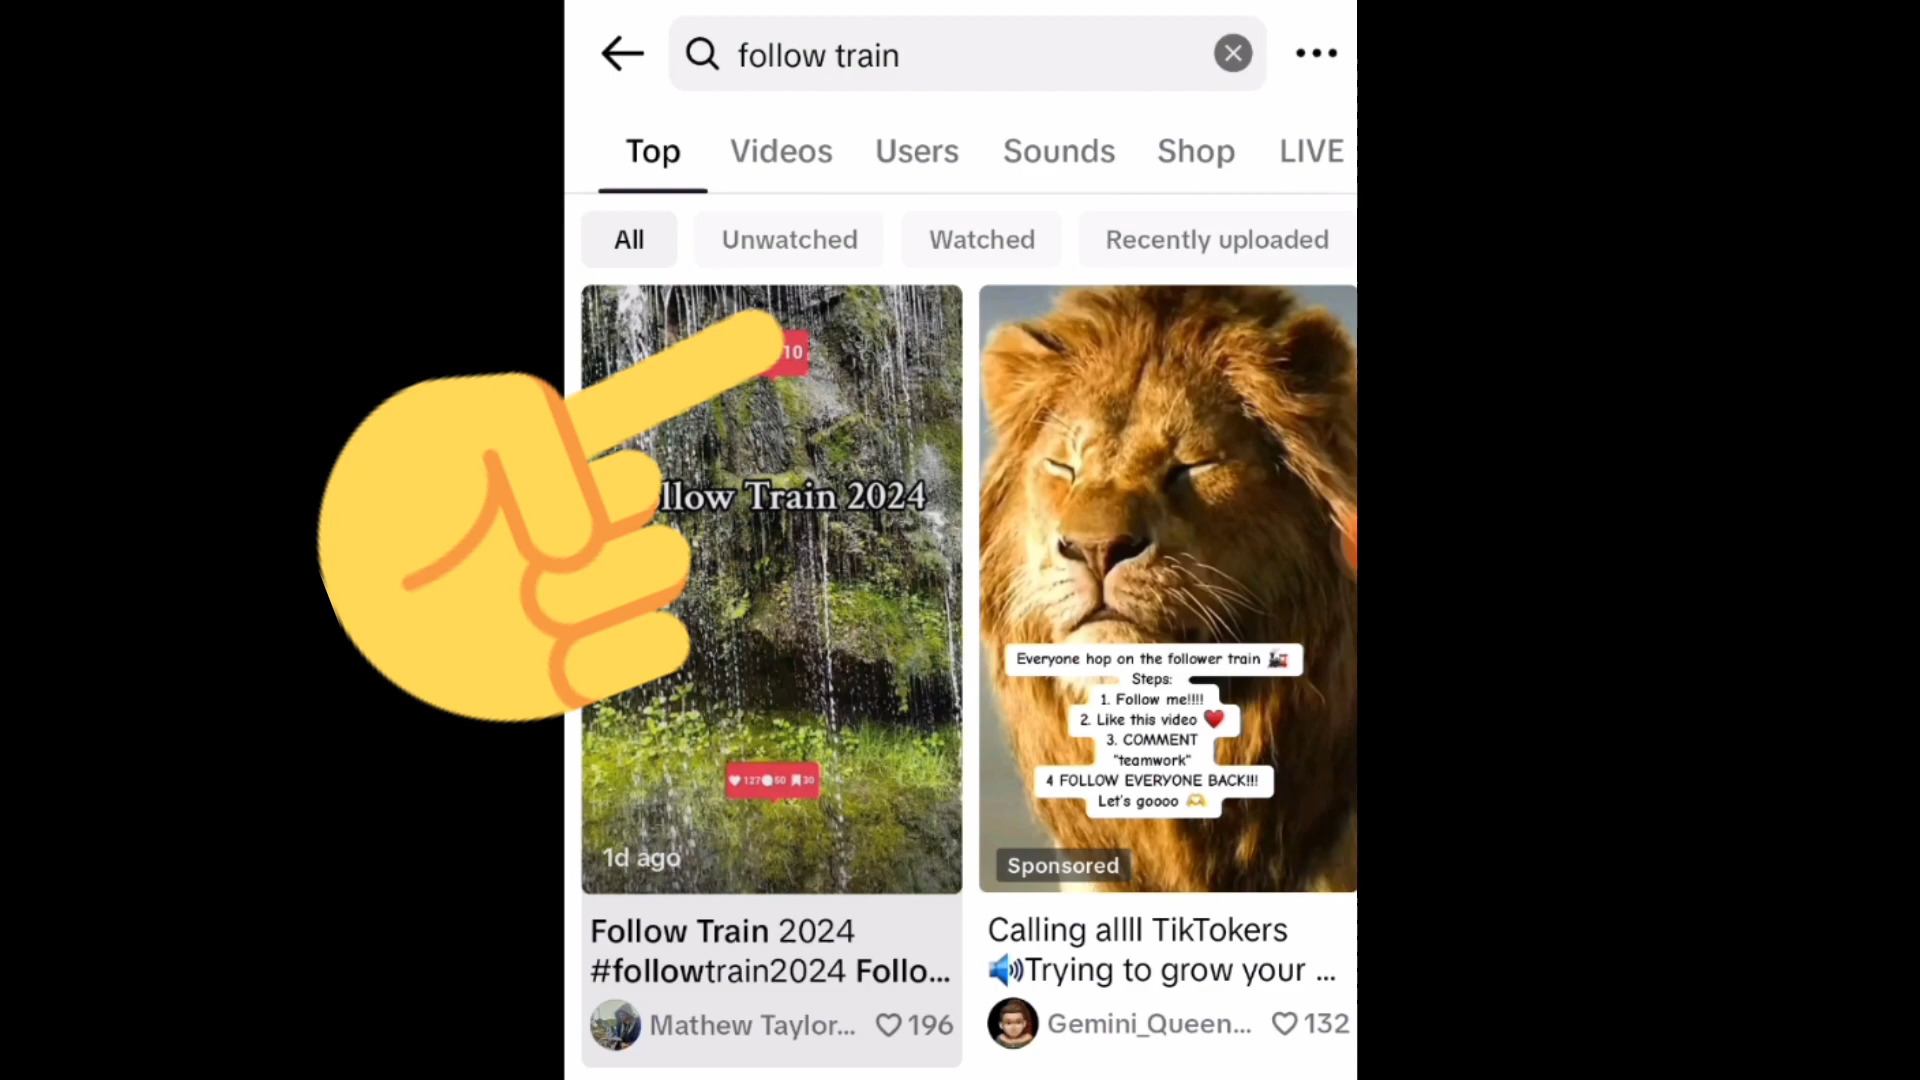 follow train
Top Videos Users Sounds Shop LIVE
All Unwatched Watched Recently uploaded
10
llow Train 2024
127 50 30
1d ago
Everyone hop on the follower train 🚂
Steps:
1. Follow me!!!!
2. Like this video ❤️
3. COMMENT
"teamwork"
4 FOLLOW EVERYONE BACK!!!
Let's goooo 🫶
Sponsored
Follow Train 2024
#followtrain2024 Follo...
Mathew Taylor... 196
Calling allll TikTokers
🔊Trying to grow your ...
Gemini_Queen... 132